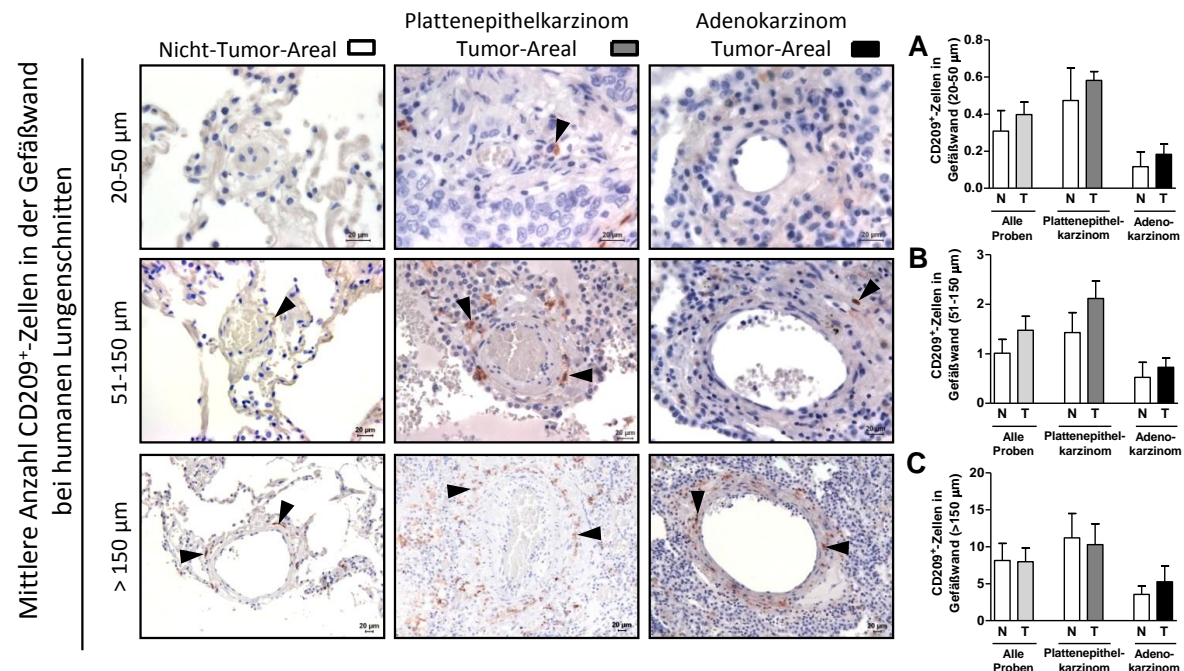 Mittlere Anzahl CD209⁺-Zellen in der Gefäßwand
bei humanen Lungenschnitten
Nicht-Tumor-Areal
Plattenepithelkarzinom
Tumor-Areal
Adenokarzinom
Tumor-Areal
20-50 µm
20 µm
20 µm
20 µm
51-150 µm
20 µm
20 µm
20 µm
> 150 µm
20 µm
20 µm
20 µm
A
CD209⁺-Zellen in
Gefäßwand (20-50 µm)
0.8
0.6
0.4
0.2
0.0
N T N T N T
Alle
Proben
Plattenepithel-
karzinom
Adeno-
karzinom
B
CD209⁺-Zellen in
Gefäßwand (51-150 µm)
3
2
1
0
N T N T N T
Alle
Proben
Plattenepithel-
karzinom
Adeno-
karzinom
C
CD209⁺-Zellen in
Gefäßwand (>150 µm)
20
15
10
5
0
N T N T N T
Alle
Proben
Plattenepithel-
karzinom
Adeno-
karzinom